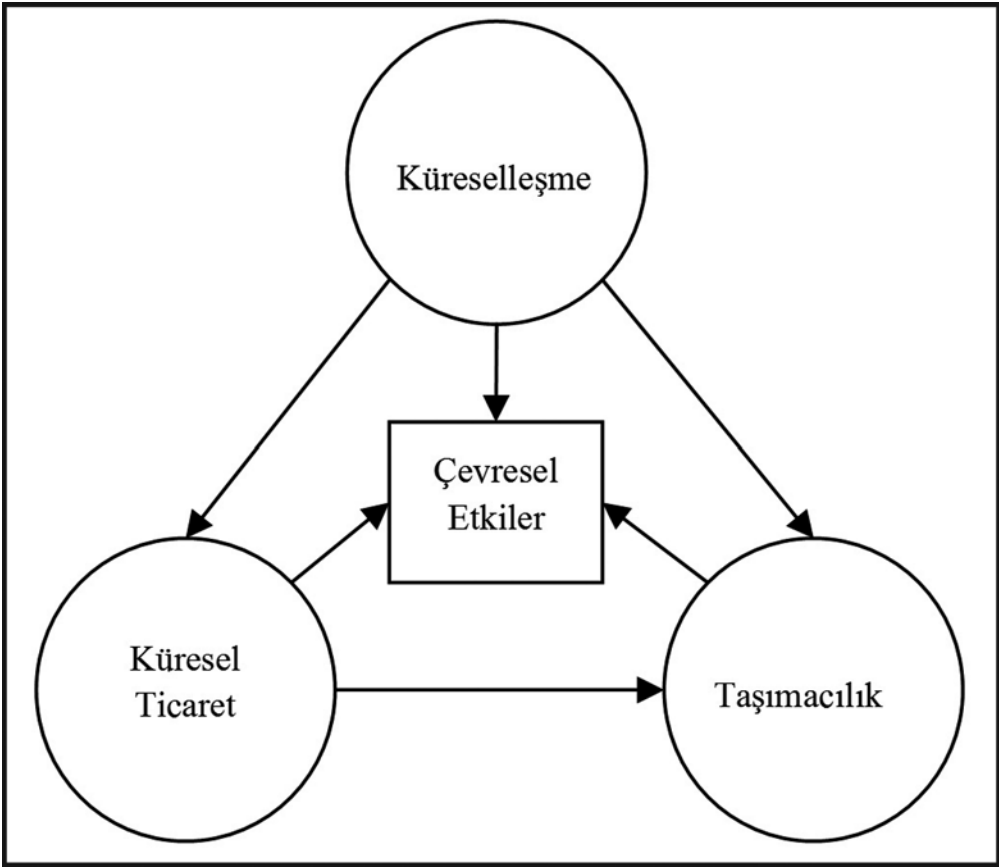 Küreselleşme
Çevresel
Etkiler
Küresel
Ticaret
Taşımacılık